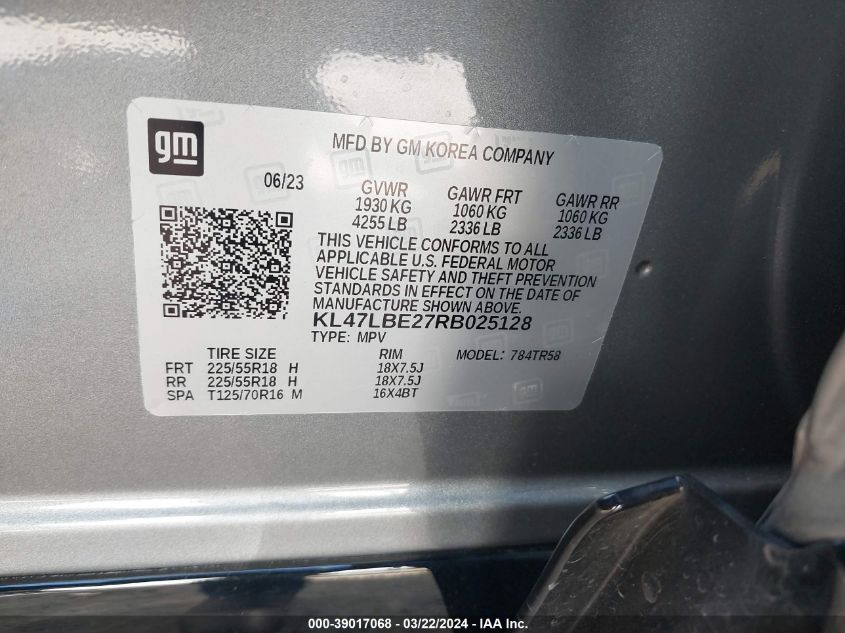 gm
MFD BY GM KOREA COMPANY
06/23
GVWR GAWR FRT GAWR RR
1930 KG 1060 KG 1060 KG
4255 LB 2336 LB 2336 LB
THIS VEHICLE CONFORMS TO ALL
APPLICABLE U.S. FEDERAL MOTOR
VEHICLE SAFETY AND THEFT PREVENTION
STANDARDS IN EFFECT ON THE DATE OF
MANUFACTURE SHOWN ABOVE.
KL47LBE27RB025128
TYPE: MPV MODEL: 784TR58
TIRE SIZE RIM
FRT 225/55R18 H 18X7.5J
RR 225/55R18 H 18X7.5J
SPA T125/70R16 M 16X4BT
000-39017068 - 03/22/2024 - IAA Inc.